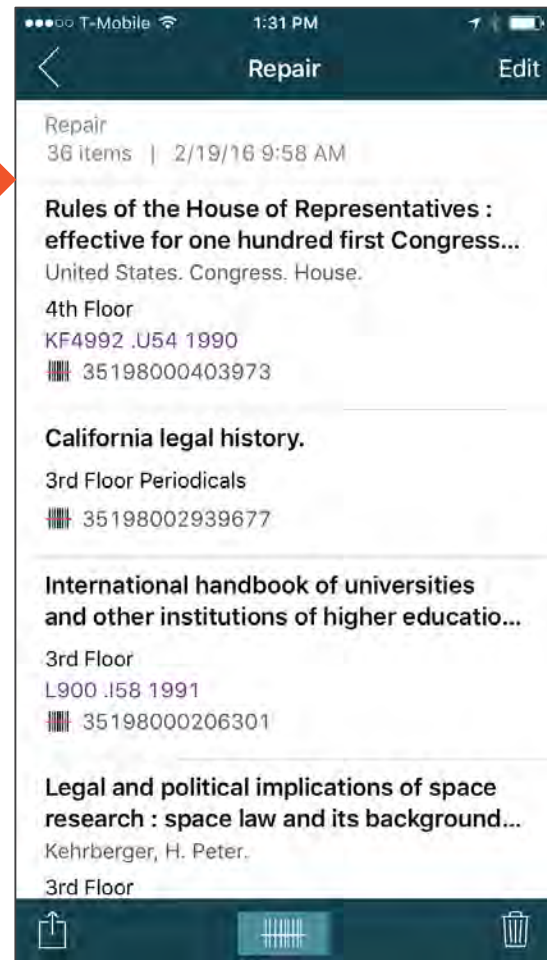 T-Mobile 1:31 PM
Repair Edit
Repair
36 items | 2/19/16 9:58 AM
Rules of the House of Representatives :
effective for one hundred first Congress...
United States. Congress. House.
4th Floor
KF4992 .U54 1990
35198000403973
California legal history.
3rd Floor Periodicals
35198002939677
International handbook of universities
and other institutions of higher educatio...
3rd Floor
L900 .I58 1991
35198000206301
Legal and political implications of space
research : space law and its background...
Kehrberger, H. Peter.
3rd Floor